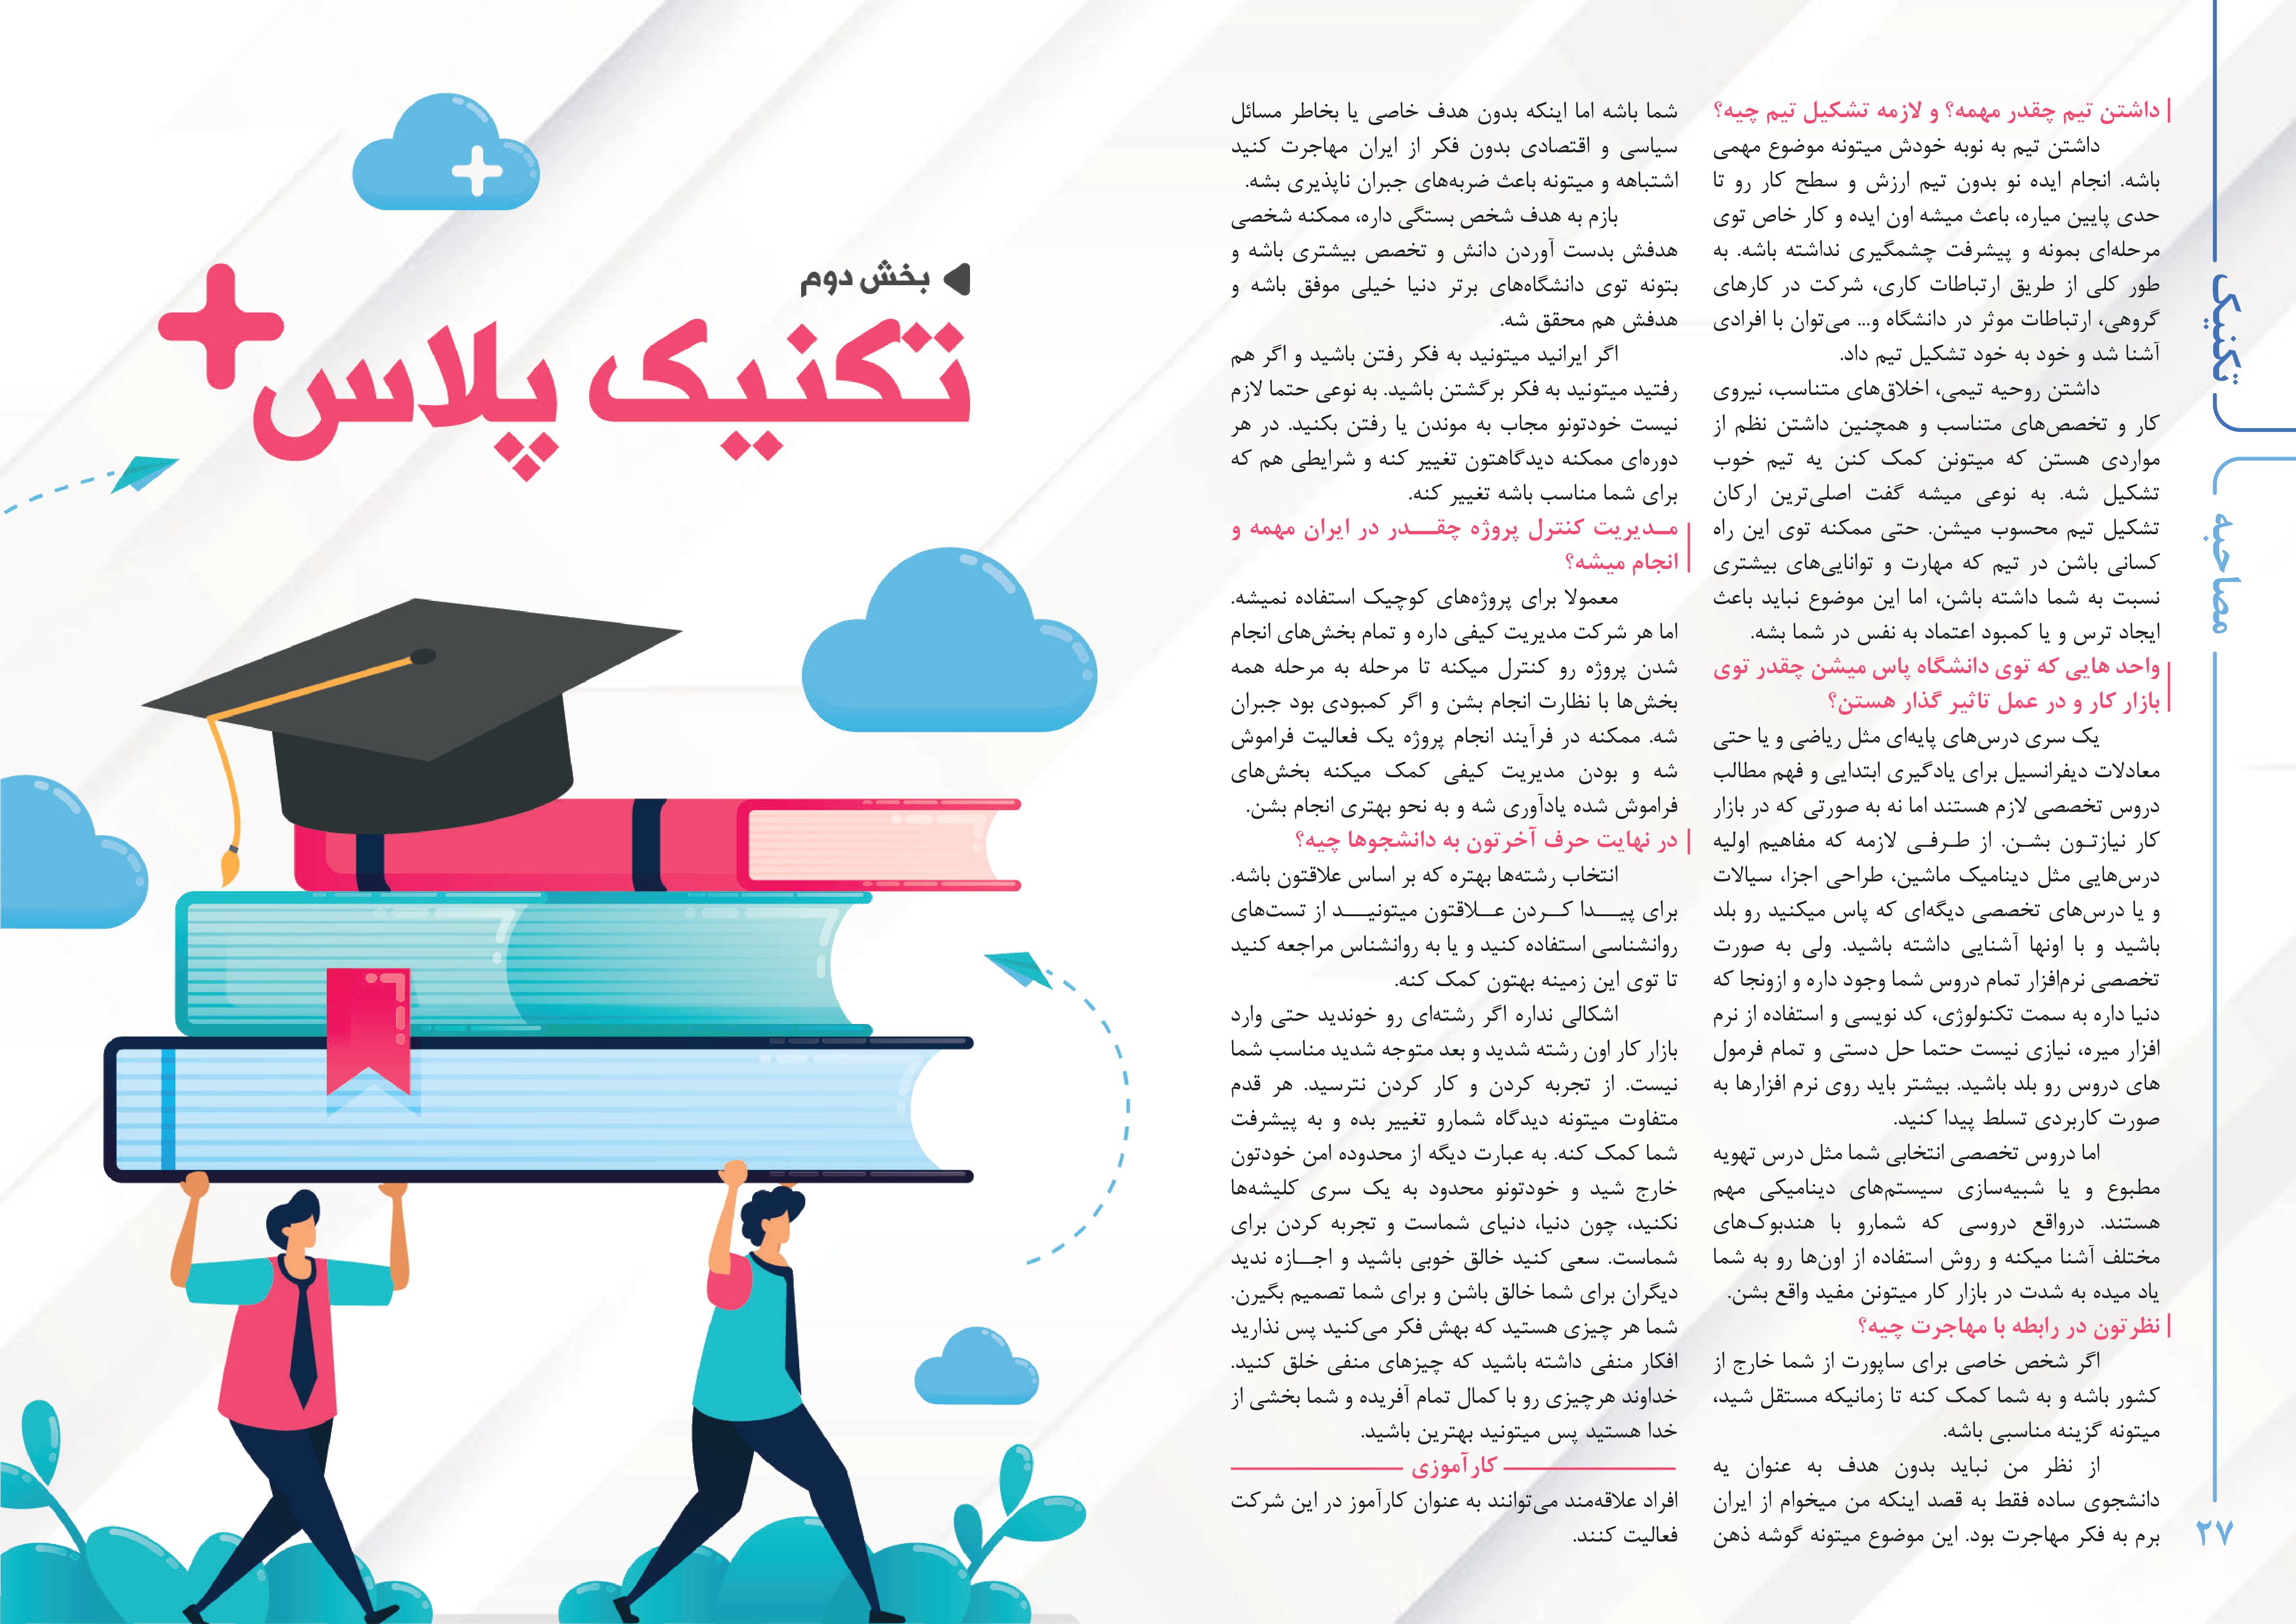 تکنیک
مصاحبه
داشتن تیم چقدر مهمه؟ و لازمه تشکیل تیم چیه؟
داشتن تیم به نوبه خودش میتونه موضوع مهمی
باشه. انجام ایده نو بدون تیم ارزش و سطح کار رو تا
حدی پایین میاره، باعث میشه اون ایده و کار خاص توی
مرحله‌ای بمونه و پیشرفت چشمگیری نداشته باشه. به
طور کلی از طریق ارتباطات کاری، شرکت در کارهای
گروهی، ارتباطات موثر در دانشگاه و... می‌توان با افرادی
آشنا شد و خود به خود تشکیل تیم داد.
داشتن روحیه تیمی، اخلاق‌های متناسب، نیروی
کار و تخصص‌های متناسب و همچنین داشتن نظم از
مواردی هستن که میتونن کمک کنن یه تیم خوب
تشکیل شه. به نوعی میشه گفت اصلی‌ترین ارکان
تشکیل تیم محسوب میشن. حتی ممکنه توی این راه
کسانی باشن در تیم که مهارت و توانایی‌های بیشتری
نسبت به شما داشته باشن، اما این موضوع نباید باعث
ایجاد ترس و یا کمبود اعتماد به نفس در شما بشه.
واحد هایی که توی دانشگاه پاس میشن چقدر توی
بازار کار و در عمل تاثیر گذار هستن؟
یک سری درس‌های پایه‌ای مثل ریاضی و یا حتی
معادلات دیفرانسیل برای یادگیری ابتدایی و فهم مطالب
دروس تخصصی لازم هستند اما نه به صورتی که در بازار
کار نیازتون بشن. از طرفی لازمه که مفاهیم اولیه
درس‌هایی مثل دینامیک ماشین، طراحی اجزا، سیالات
و یا درس‌های تخصصی دیگه‌ای که پاس میکنید رو بلد
باشید و با اونها آشنایی داشته باشید. ولی به صورت
تخصصی نرم‌افزار تمام دروس شما وجود داره و ازونجا که
دنیا داره به سمت تکنولوژی، کد نویسی و استفاده از نرم
افزار میره، نیازی نیست حتما حل دستی و تمام فرمول
های دروس رو بلد باشید. بیشتر باید روی نرم افزارها به
صورت کاربردی تسلط پیدا کنید.
اما دروس تخصصی انتخابی شما مثل درس تهویه
مطبوع و یا شبیه‌سازی سیستم‌های دینامیکی مهم
هستند. درواقع دروسی که شمارو با هندبوک‌های
مختلف آشنا میکنه و روش استفاده از اون‌ها رو به شما
یاد میده به شدت در بازار کار میتونن مفید واقع بشن.
نظرتون در رابطه با مهاجرت چیه؟
اگر شخص خاصی برای ساپورت از شما خارج از
کشور باشه و به شما کمک کنه تا زمانیکه مستقل شید،
میتونه گزینه مناسبی باشه.
از نظر من نباید بدون هدف به عنوان یه
دانشجوی ساده فقط به قصد اینکه من میخوام از ایران
برم به فکر مهاجرت بود. این موضوع میتونه گوشه ذهن
شما باشه اما اینکه بدون هدف خاصی یا بخاطر مسائل
سیاسی و اقتصادی بدون فکر از ایران مهاجرت کنید
اشتباهه و میتونه باعث ضربه‌های جبران ناپذیری بشه.
بازم به هدف شخص بستگی داره، ممکنه شخصی
هدفش بدست آوردن دانش و تخصص بیشتری باشه و
بتونه توی دانشگاه‌های برتر دنیا خیلی موفق باشه و
هدفش هم محقق شه.
اگر ایرانید میتونید به فکر رفتن باشید و اگر هم
رفتید میتونید به فکر برگشتن باشید. به نوعی حتما لازم
نیست خودتونو مجاب به موندن یا رفتن بکنید. در هر
دوره‌ای ممکنه دیدگاهتون تغییر کنه و شرایطی هم که
برای شما مناسب باشه تغییر کنه.
مدیریت کنترل پروژه چقدر در ایران مهمه و
انجام میشه؟
معمولا برای پروژه‌های کوچیک استفاده نمیشه.
اما هر شرکت مدیریت کیفی داره و تمام بخش‌های انجام
شدن پروژه رو کنترل میکنه تا مرحله به مرحله همه
بخش‌ها با نظارت انجام بشن و اگر کمبودی بود جبران
شه. ممکنه در فرآیند انجام پروژه یک فعالیت فراموش
شه و بودن مدیریت کیفی کمک میکنه بخش‌های
فراموش شده یادآوری شه و به نحو بهتری انجام بشن.
در نهایت حرف آخرتون به دانشجوها چیه؟
انتخاب رشته‌ها بهتره که بر اساس علاقتون باشه.
برای پیدا کردن علاقتون میتونید از تست‌های
روانشناسی استفاده کنید و یا به روانشناس مراجعه کنید
تا توی این زمینه بهتون کمک کنه.
اشکالی نداره اگر رشته‌ای رو خوندید حتی وارد
بازار کار اون رشته شدید و بعد متوجه شدید مناسب شما
نیست. از تجربه کردن و کار کردن نترسید. هر قدم
متفاوت میتونه دیدگاه شمارو تغییر بده و به پیشرفت
شما کمک کنه. به عبارت دیگه از محدوده امن خودتون
خارج شید و خودتونو محدود به یک سری کلیشه‌ها
نکنید، چون دنیا، دنیای شماست و تجربه کردن برای
شماست. سعی کنید خالق خوبی باشید و اجازه ندید
دیگران برای شما خالق باشن و برای شما تصمیم بگیرن.
شما هر چیزی هستید که بهش فکر می‌کنید پس نذارید
افکار منفی داشته باشید که چیزهای منفی خلق کنید.
خداوند هرچیزی رو با کمال تمام آفریده و شما بخشی از
خدا هستید پس میتونید بهترین باشید.
کارآموزی
افراد علاقه‌مند می‌توانند به عنوان کارآموز در این شرکت
فعالیت کنند.
۲۷
بخش دوم
تکنیک پلاس+